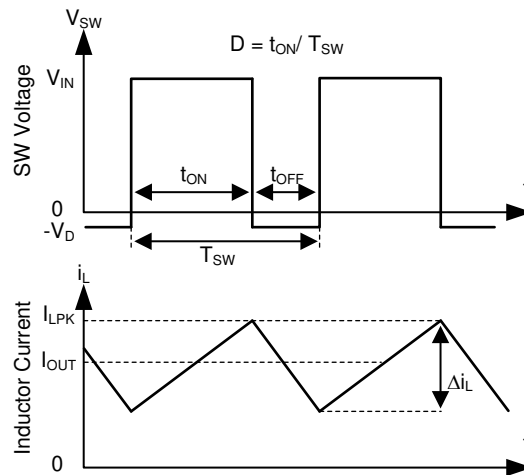 V_SW
D = t_ON/ T_SW
V_IN
SW Voltage
t_ON
t_OFF
0
-V_D
T_SW
i_L
I_LPK
I_OUT
Inductor Current
Δi_L
0